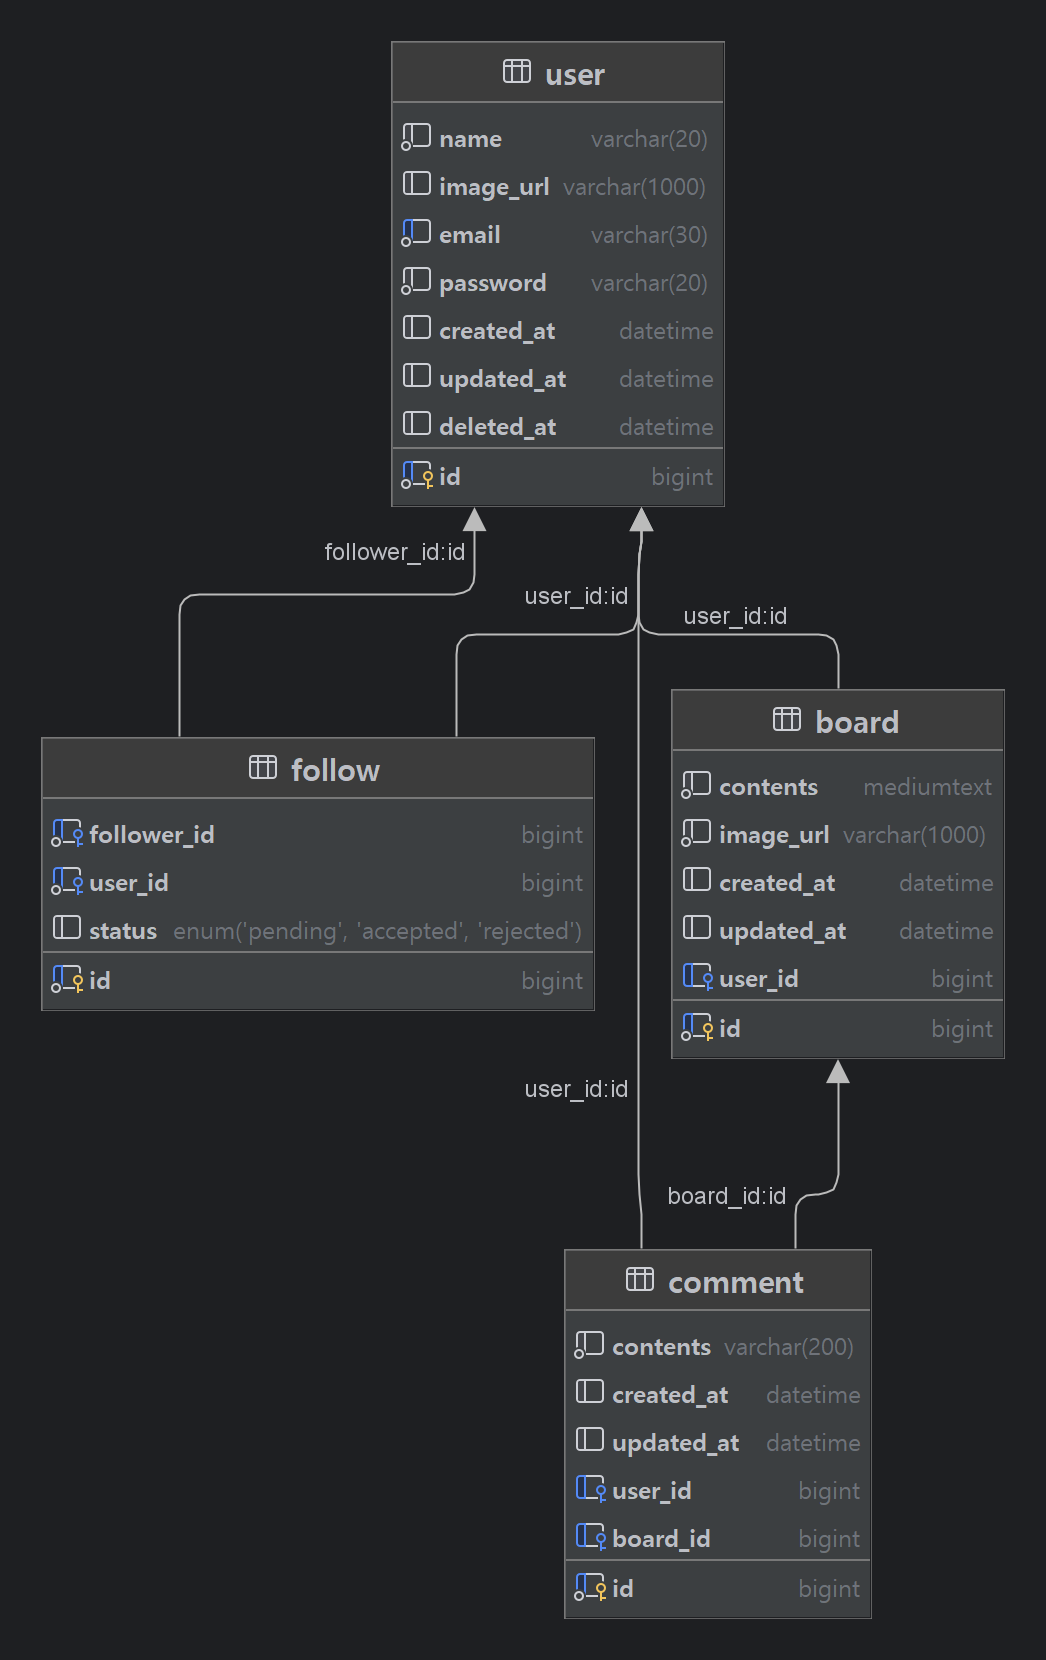 user
name varchar(20)
image_url varchar(1000)
email varchar(30)
password varchar(20)
created_at datetime
updated_at datetime
deleted_at datetime
id bigint
follower_id:id
user_id:id
user_id:id
follow
follower_id bigint
user_id bigint
status enum('pending', 'accepted', 'rejected')
id bigint
board
contents mediumtext
image_url varchar(1000)
created_at datetime
updated_at datetime
user_id bigint
id bigint
user_id:id
board_id:id
comment
contents varchar(200)
created_at datetime
updated_at datetime
user_id bigint
board_id bigint
id bigint